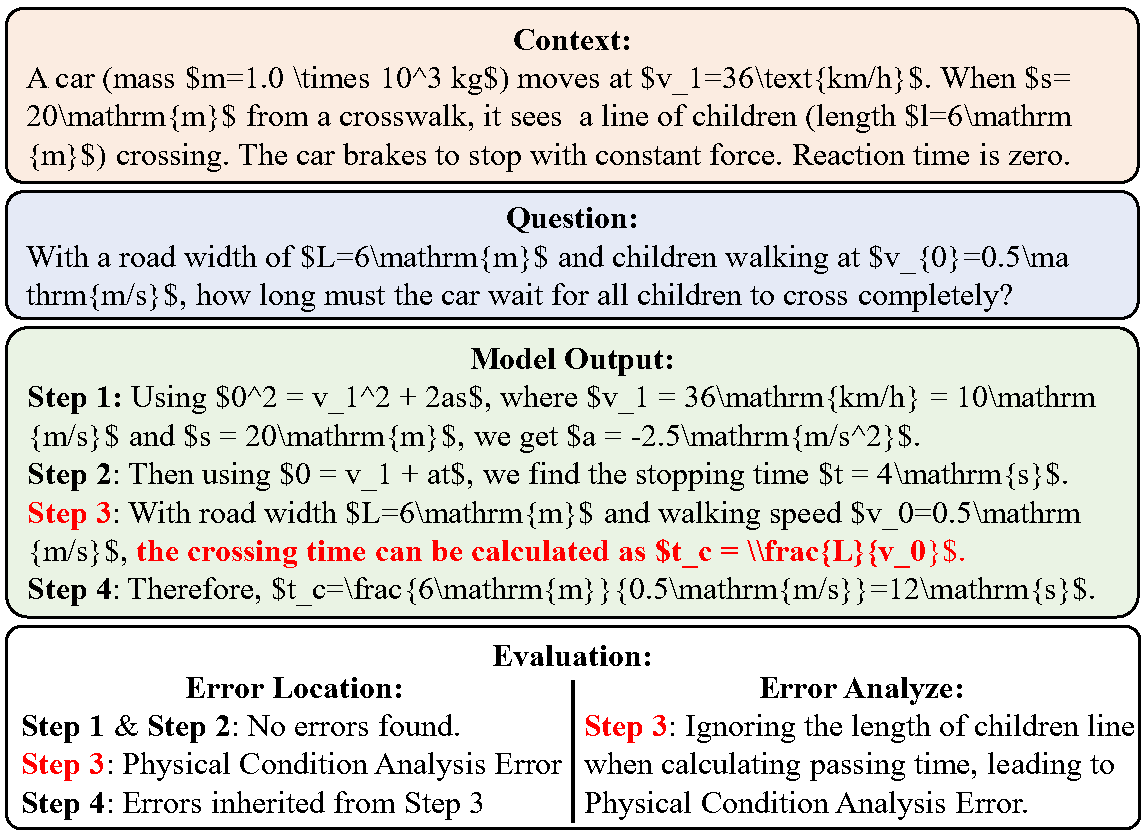 Context:
A car (mass $m=1.0 \times 10^3 kg$) moves at $v_1=36\text{km/h}$. When $s=
20\mathrm{m}$ from a crosswalk, it sees a line of children (length $l=6\mathrm
{m}$) crossing. The car brakes to stop with constant force. Reaction time is zero.
Question:
With a road width of $L=6\mathrm{m}$ and children walking at $v_{0}=0.5\ma
thrm{m/s}$, how long must the car wait for all children to cross completely?
Model Output:
Step 1: Using $0^2 = v_1^2 + 2as$, where $v_1 = 36\mathrm{km/h} = 10\mathrm
{m/s}$ and $s = 20\mathrm{m}$, we get $a = -2.5\mathrm{m/s^2}$.
Step 2: Then using $0 = v_1 + at$, we find the stopping time $t = 4\mathrm{s}$.
Step 3: With road width $L=6\mathrm{m}$ and walking speed $v_0=0.5\mathrm
{m/s}$, the crossing time can be calculated as $t_c = \\frac{L}{v_0}$.
Step 4: Therefore, $t_c=\frac{6\mathrm{m}}{0.5\mathrm{m/s}}=12\mathrm{s}$.
Evaluation:
Error Location:
Step 1 & Step 2: No errors found.
Step 3: Physical Condition Analysis Error
Step 4: Errors inherited from Step 3
Error Analyze:
Step 3: Ignoring the length of children line
when calculating passing time, leading to
Physical Condition Analysis Error.